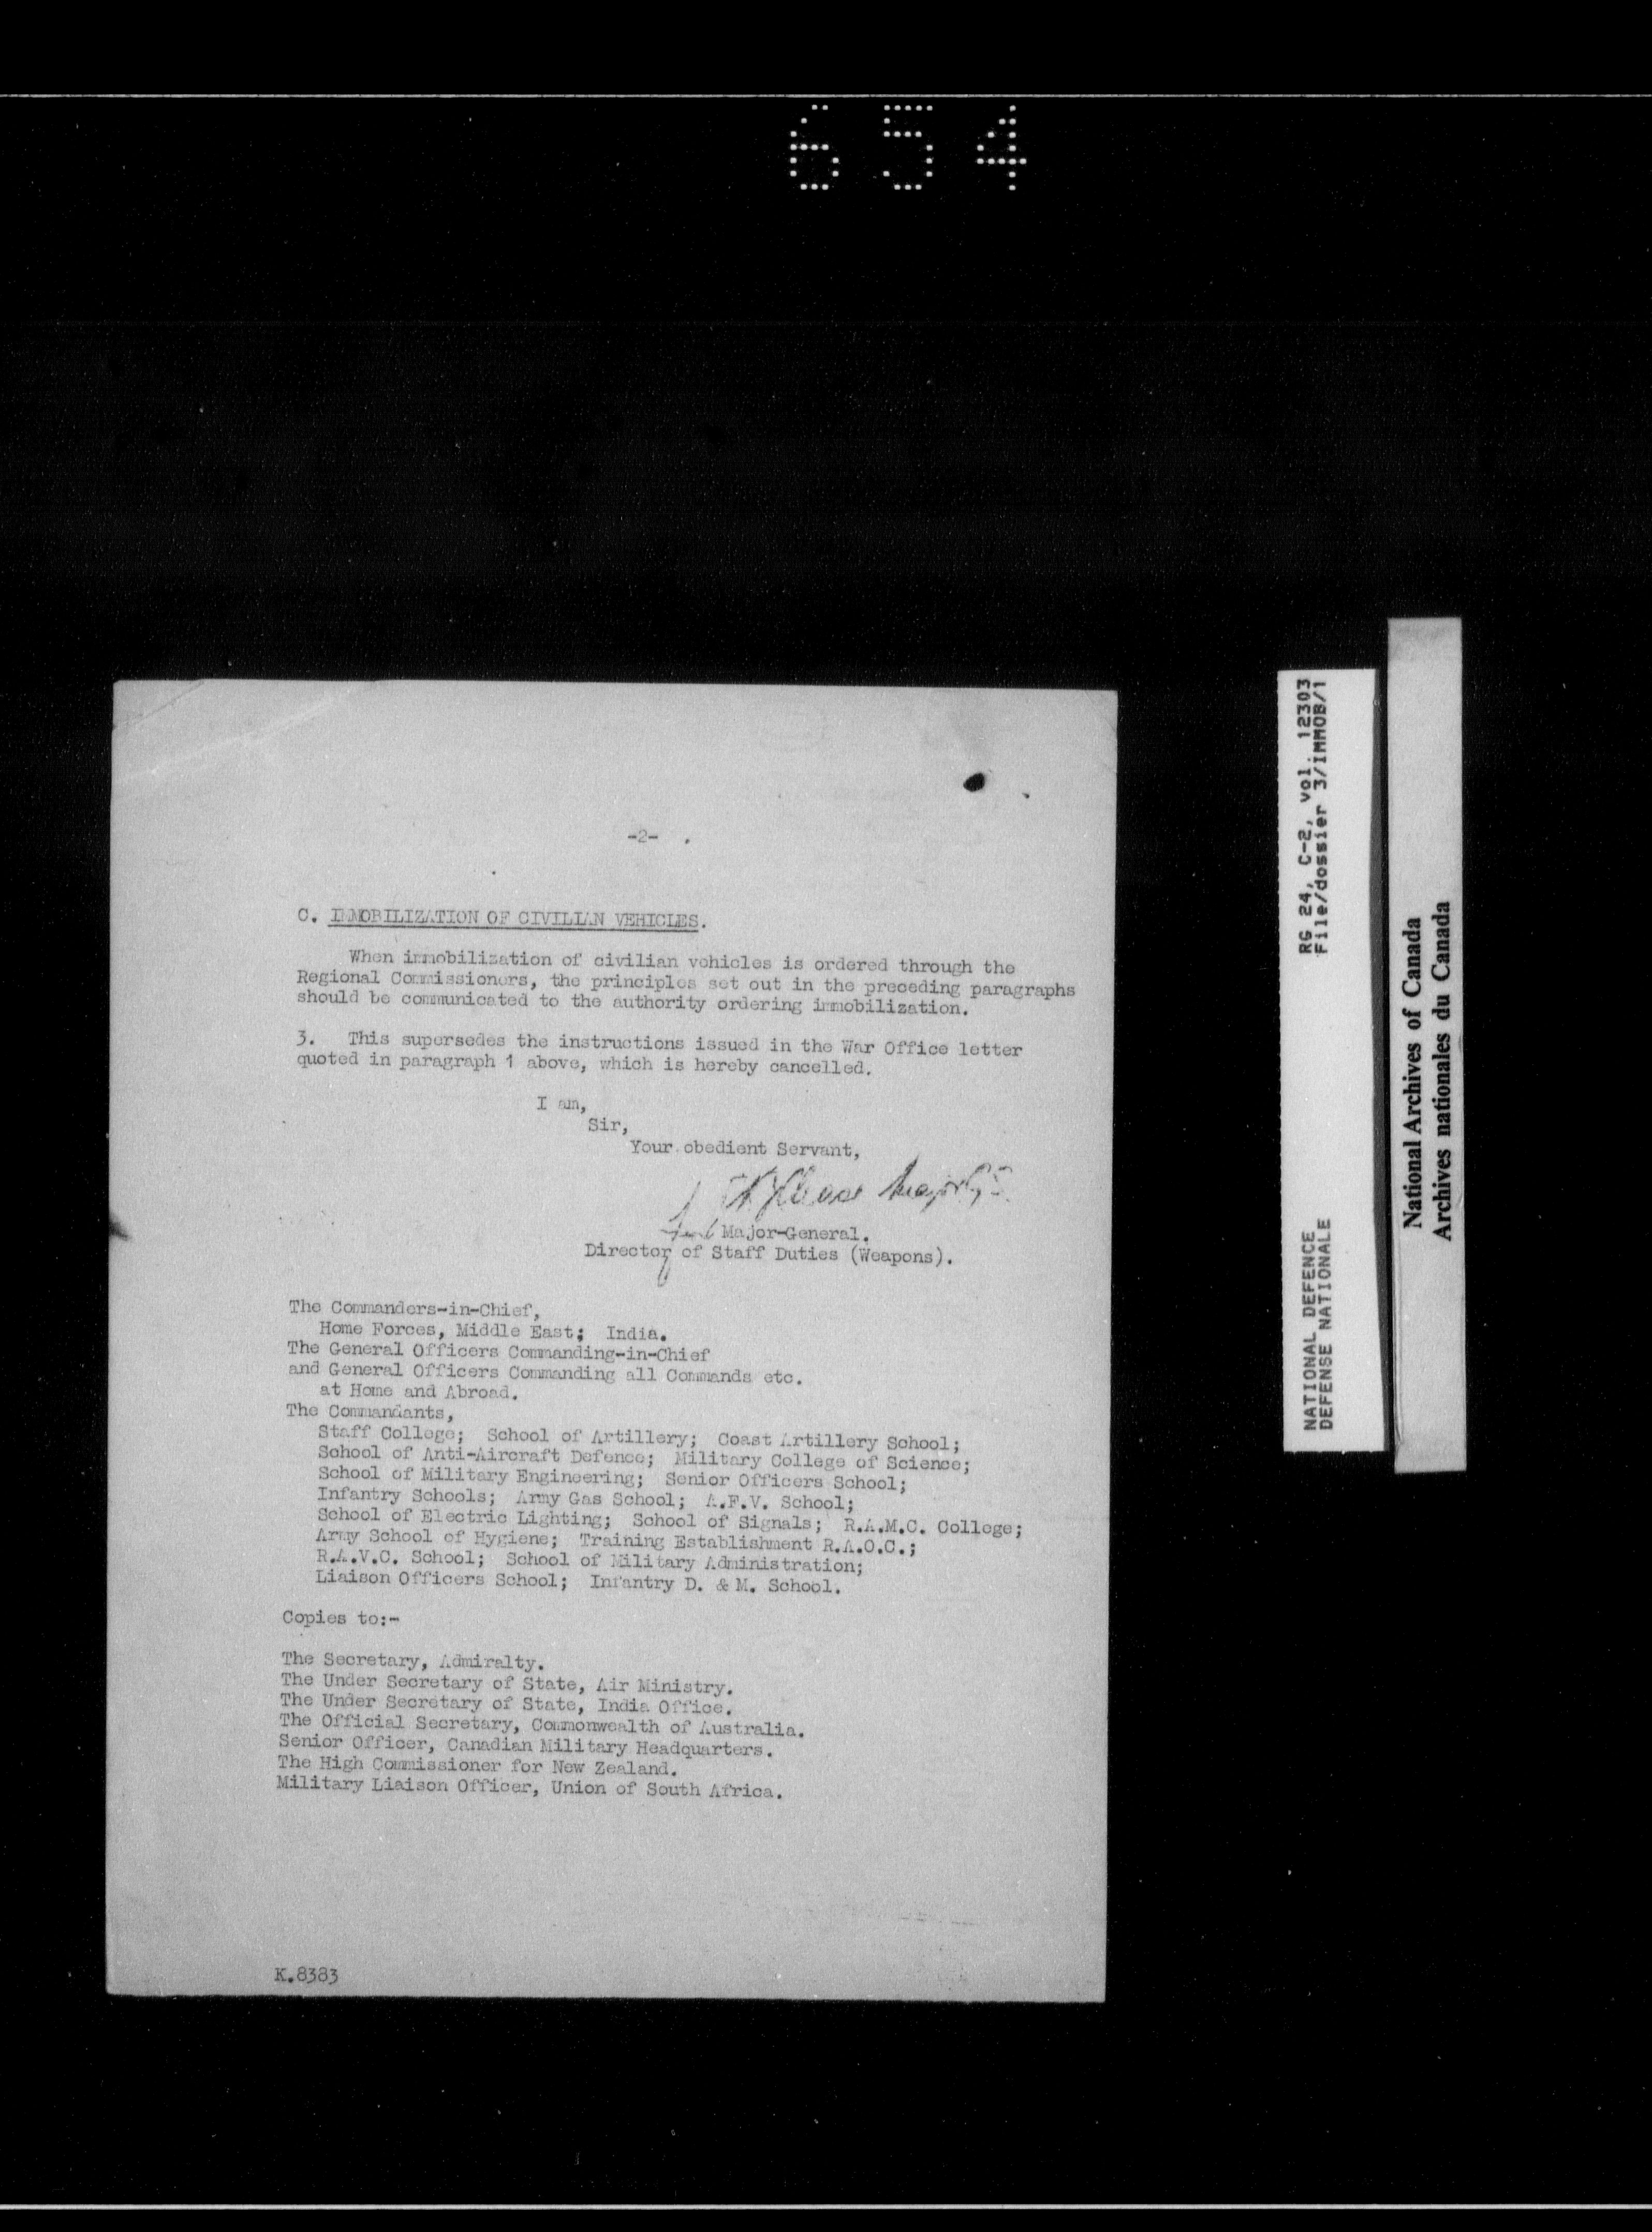 654
-2-
C. IMMOBILIZATION OF CIVILIAN VEHICLES.
When immobilization of civilian vehicles is ordered through the
Regional Commissioners, the principles set out in the preceding paragraphs
should be communicated to the authority ordering immobilization.
3. This supersedes the instructions issued in the War Office letter
quoted in paragraph 1 above, which is hereby cancelled.
I am,
Sir,
Your obedient Servant,
Major-General.
Director of Staff Duties (Weapons).
The Commanders-in-Chief,
Home Forces, Middle East; India.
The General Officers Commanding-in-Chief
and General Officers Commanding all Commands etc.
at Home and Abroad.
The Commandants,
Staff College; School of Artillery; Coast Artillery School;
School of Anti-Aircraft Defence; Military College of Science;
School of Military Engineering; Senior Officers School;
Infantry Schools; Army Gas School; A.F.V. School;
School of Electric Lighting; School of Signals; R.A.M.C. College;
Army School of Hygiene; Training Establishment R.A.O.C.;
R.A.V.C. School; School of Military Administration;
Liaison Officers School; Infantry D. & M. School.
Copies to:-
The Secretary, Admiralty.
The Under Secretary of State, Air Ministry.
The Under Secretary of State, India Office.
The Official Secretary, Commonwealth of Australia.
Senior Officer, Canadian Military Headquarters.
The High Commissioner for New Zealand.
Military Liaison Officer, Union of South Africa.
K.8383
NATIONAL DEFENCE RG 24, C-2, vol. 12303
DEFENSE NATIONALE File/dossier 3/IMMOB/1
National Archives of Canada
Archives nationales du Canada